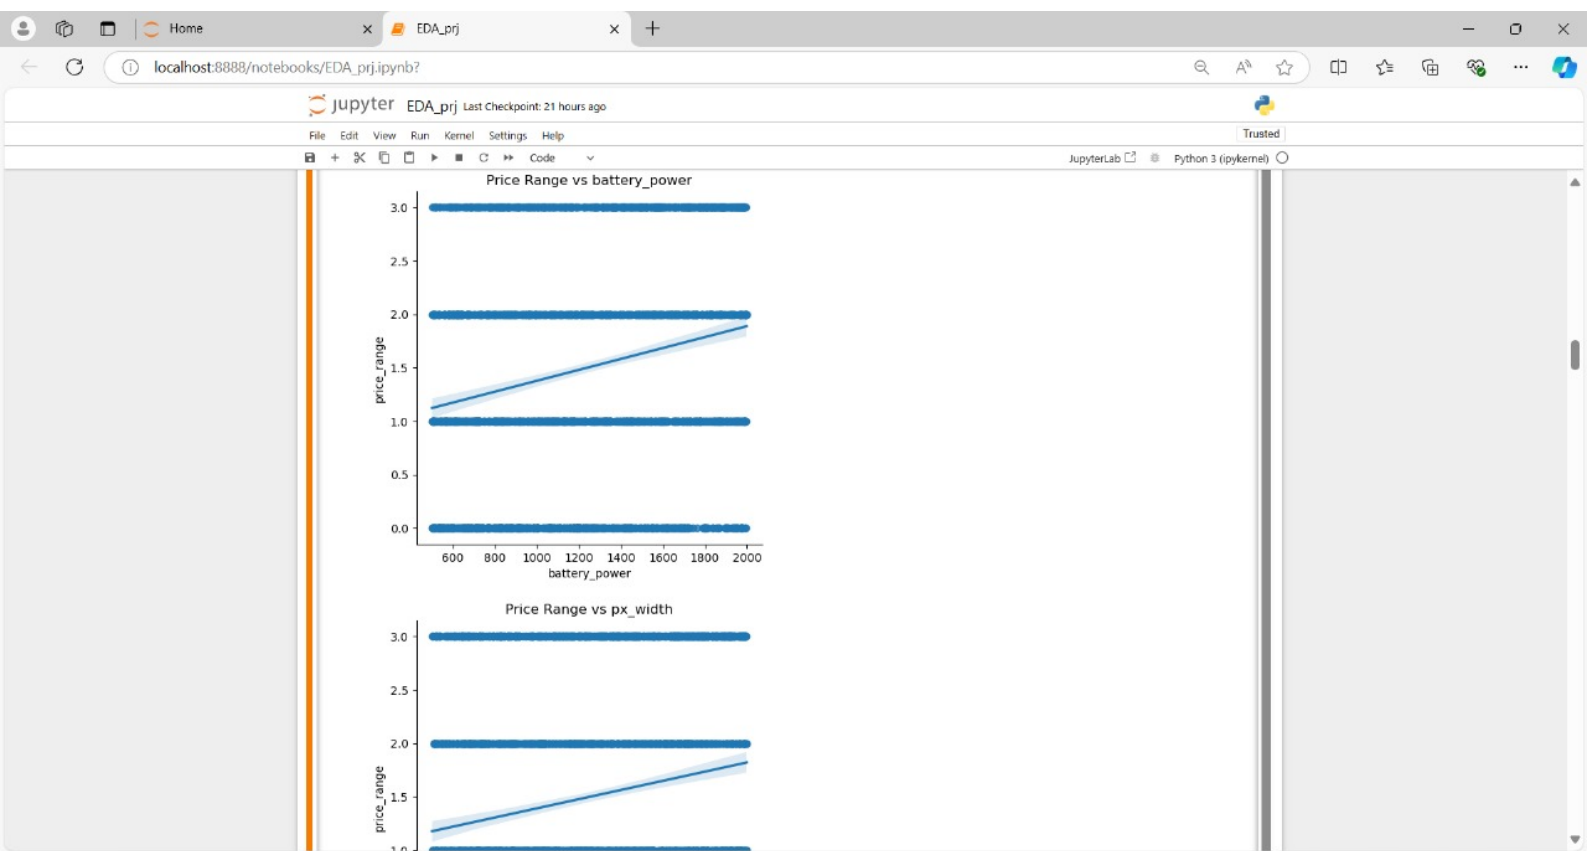 Home
EDA_prj
localhost:8888/notebooks/EDA_prj.ipynb?
jupyter EDA_prj Last Checkpoint: 21 hours ago
File Edit View Run Kernel Settings Help
Trusted
Code
JupyterLab
Python 3 (ipykernel)
Price Range vs battery_power
3.0
2.5
2.0
1.5
1.0
0.5
0.0
price_range
600 800 1000 1200 1400 1600 1800 2000
battery_power
Price Range vs px_width
3.0
2.5
2.0
1.5
1.0
price_range